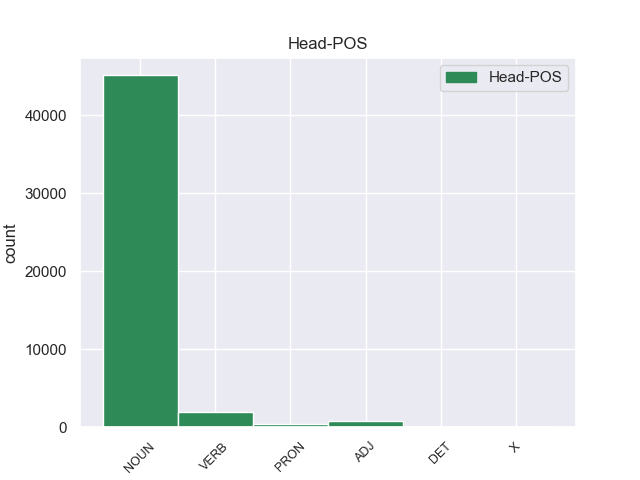 Head-POS
Head-POS
40000
30000
20000
10000
0
count
NOUN
VERB
PRON
ADJ
DET
X